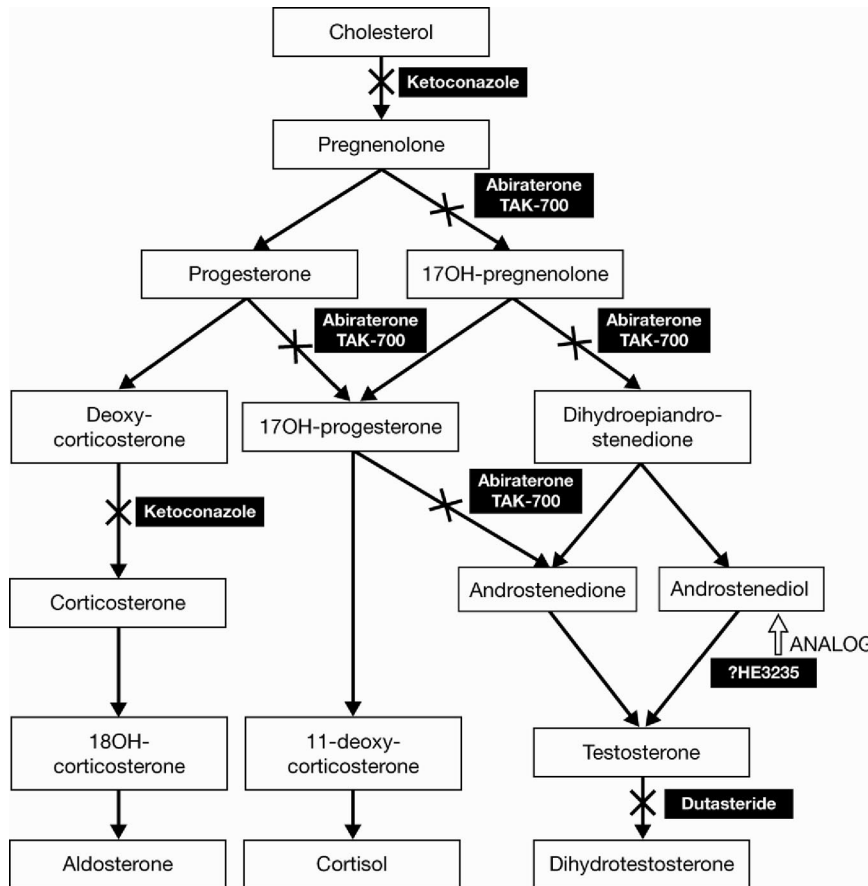 Cholesterol
Ketoconazole
Pregnenolone
Abiraterone
TAK-700
Progesterone
17OH-pregnenolone
Abiraterone
TAK-700
Abiraterone
TAK-700
Deoxy-
corticosterone
17OH-progesterone
Dihydroepiandro-
stenedione
Abiraterone
TAK-700
Ketoconazole
Corticosterone
Androstenedione
Androstenediol
ANALOG
?HE3235
18OH-
corticosterone
11-deoxy-
corticosterone
Testosterone
Dutasteride
Aldosterone
Cortisol
Dihydrotestosterone